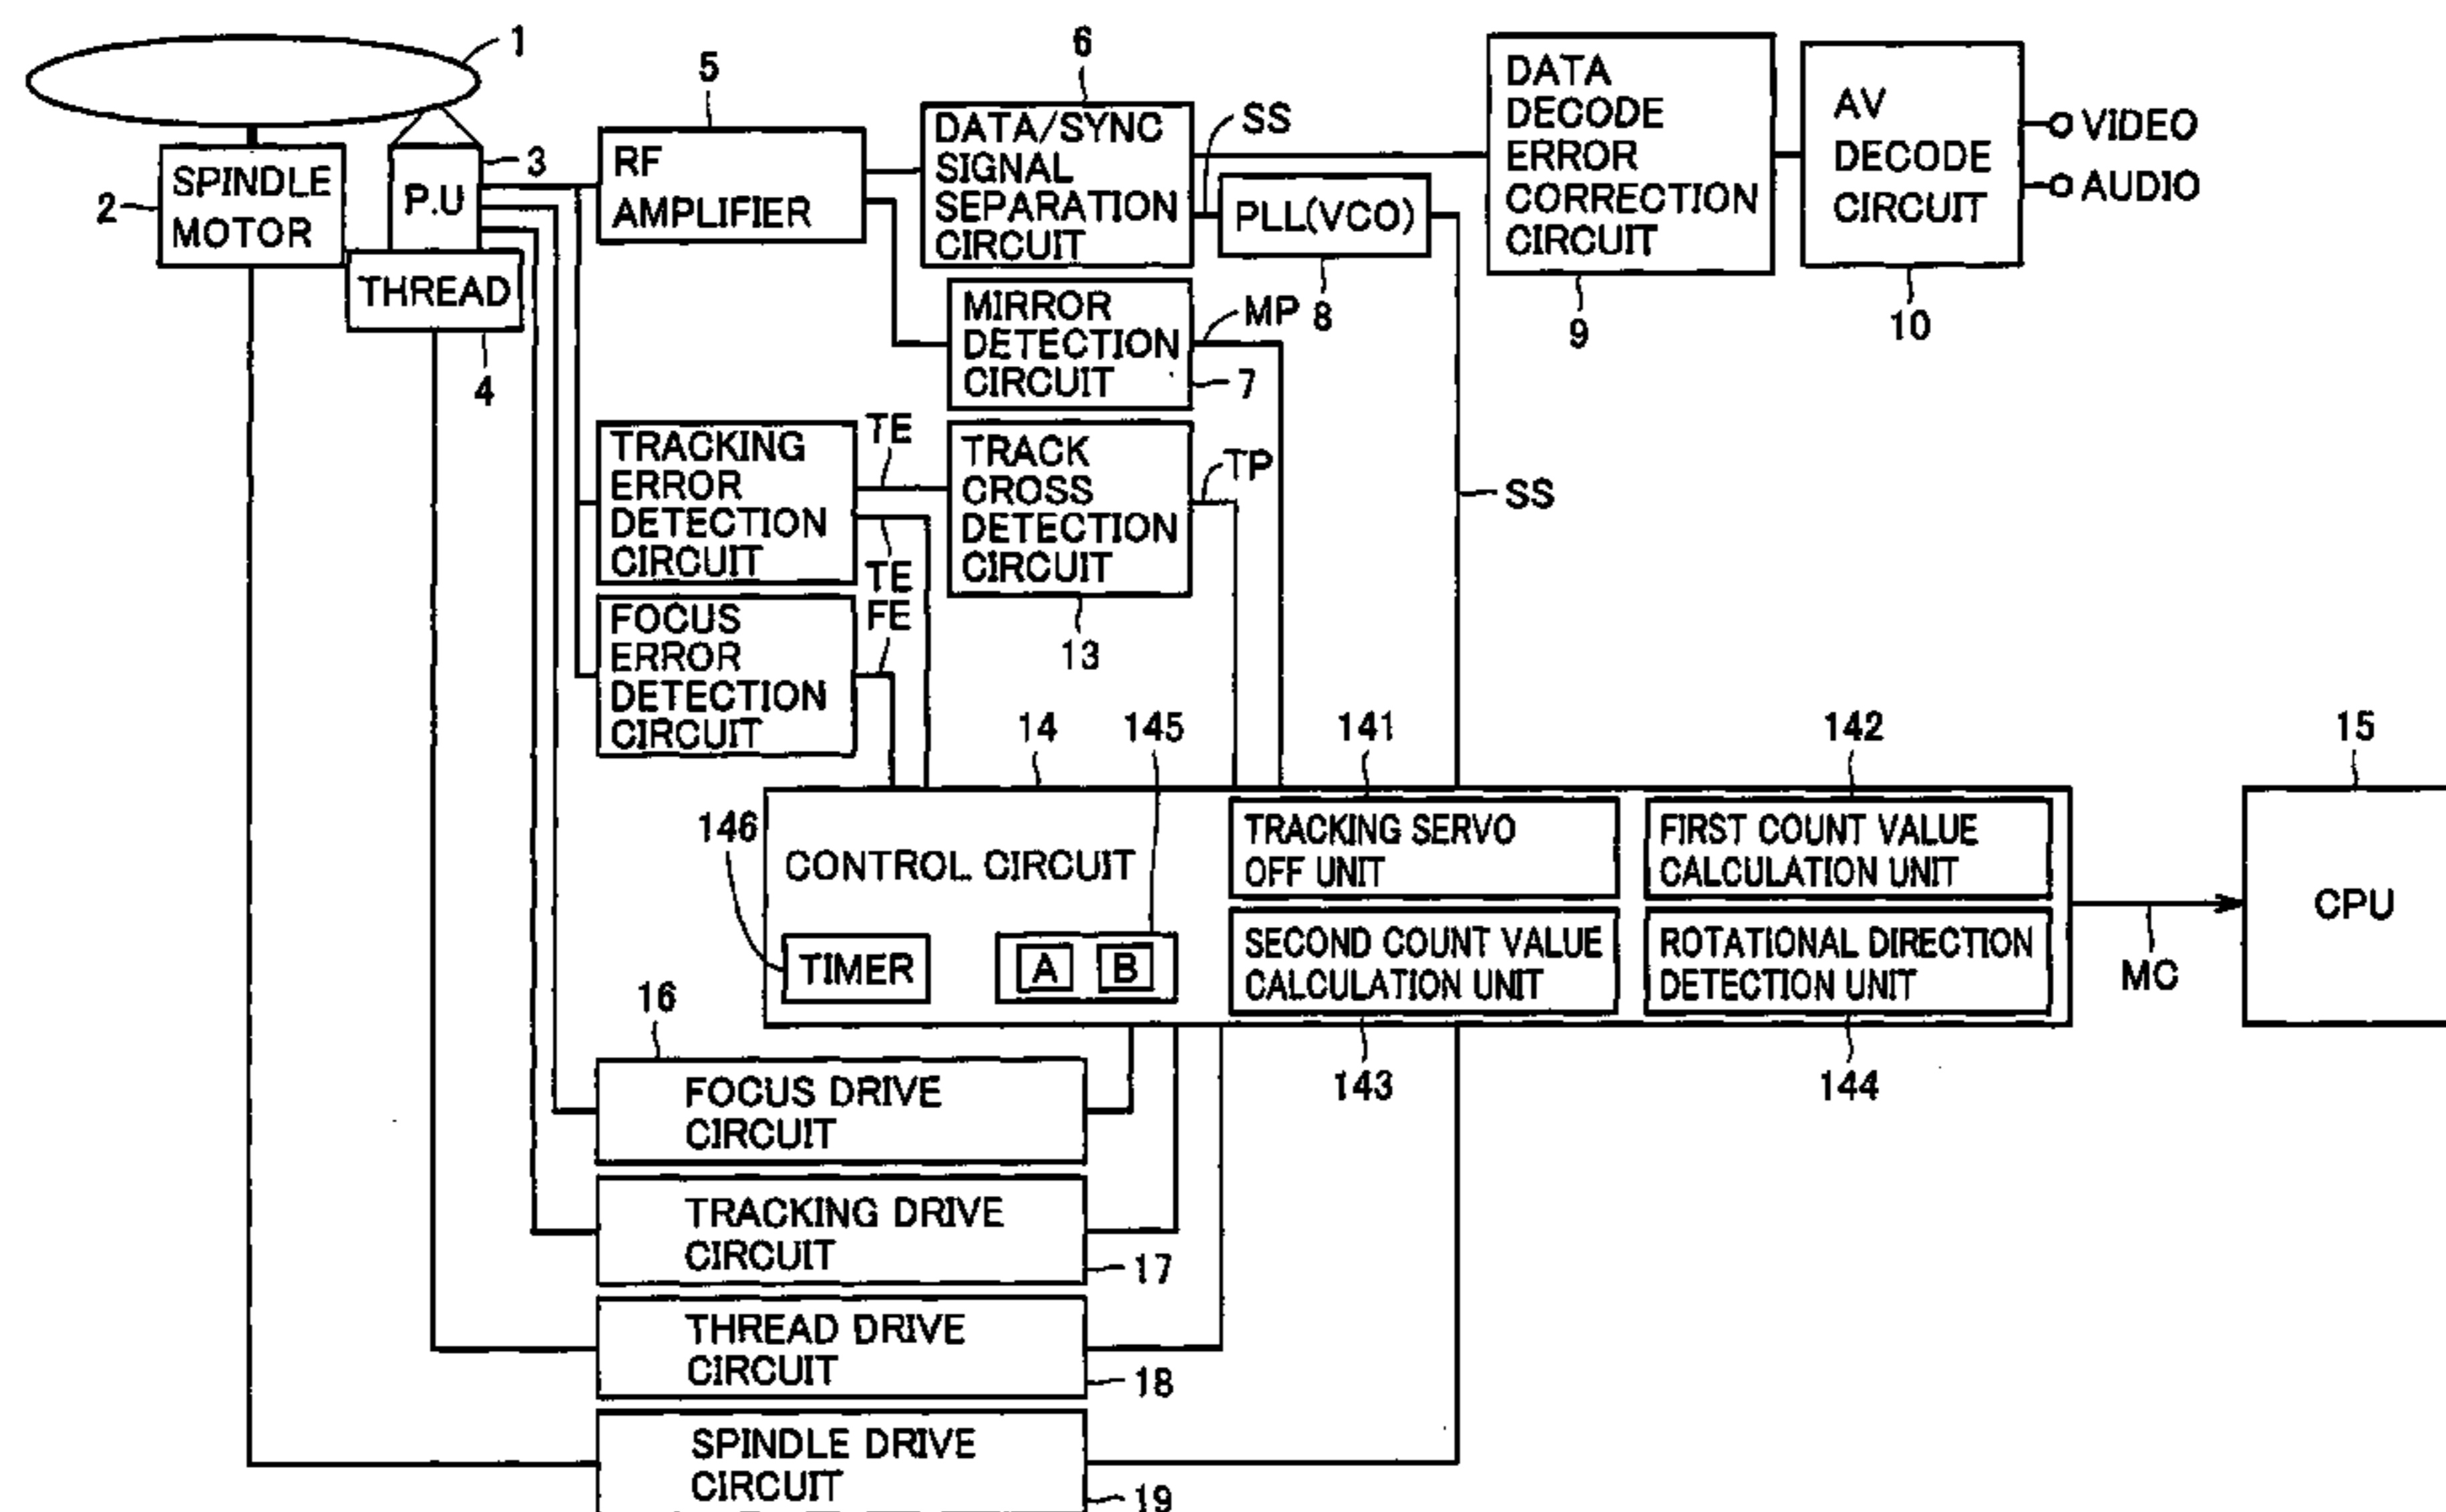 1
SPINDLE
MOTOR
2
P.U
3
THREAD
4
5
RF
AMPLIFIER
6
DATA/SYNC
SIGNAL
SEPARATION
CIRCUIT
SS
PLL(VCO)
8
DATA
DECODE
ERROR
CORRECTION
CIRCUIT
9
AV
DECODE
CIRCUIT
10
VIDEO
AUDIO
MIRROR
DETECTION
CIRCUIT
MP
7
TRACKING
ERROR
DETECTION
CIRCUIT
TE
TE
TRACK
CROSS
DETECTION
CIRCUIT
TP
13
SS
FOCUS
ERROR
DETECTION
CIRCUIT
FE
14
145
141
142
15
146
CONTROL CIRCUIT
TIMER
A B
TRACKING SERVO
OFF UNIT
FIRST COUNT VALUE
CALCULATION UNIT
SECOND COUNT VALUE
CALCULATION UNIT
ROTATIONAL DIRECTION
DETECTION UNIT
143
144
MC
CPU
16
FOCUS DRIVE
CIRCUIT
TRACKING DRIVE
CIRCUIT
17
THREAD DRIVE
CIRCUIT
18
SPINDLE DRIVE
CIRCUIT
19